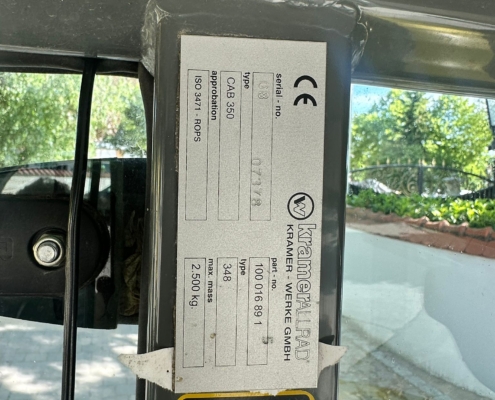 CE
kramer ALLRAD
KRAMER - WERKE GMBH
serial - no.
part - no.
07378
100 016 89 1
type
type
CAB 350
348
max. mass
ISO 3471 - ROPS
2.500 kg